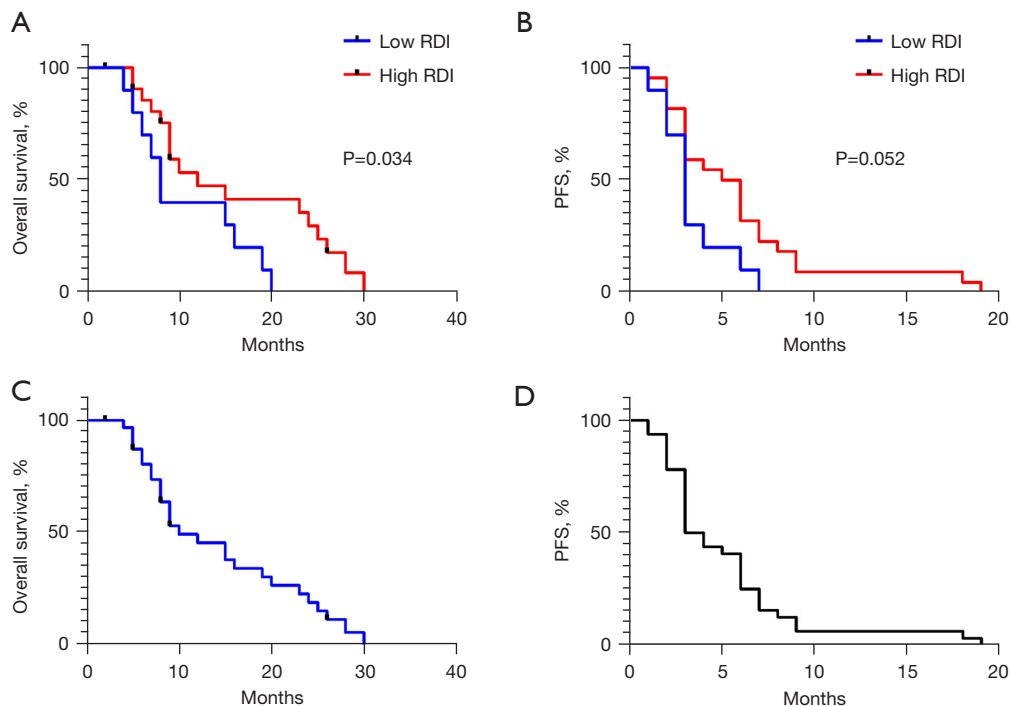 A
Low RDI
High RDI
P=0.034
Overall survival, %
100
50
0
0 10 20 30 40
Months
B
Low RDI
High RDI
P=0.052
PFS, %
100
50
0
0 5 10 15 20
Months
C
Overall survival, %
100
50
0
0 10 20 30 40
Months
D
PFS, %
100
50
0
0 5 10 15 20
Months